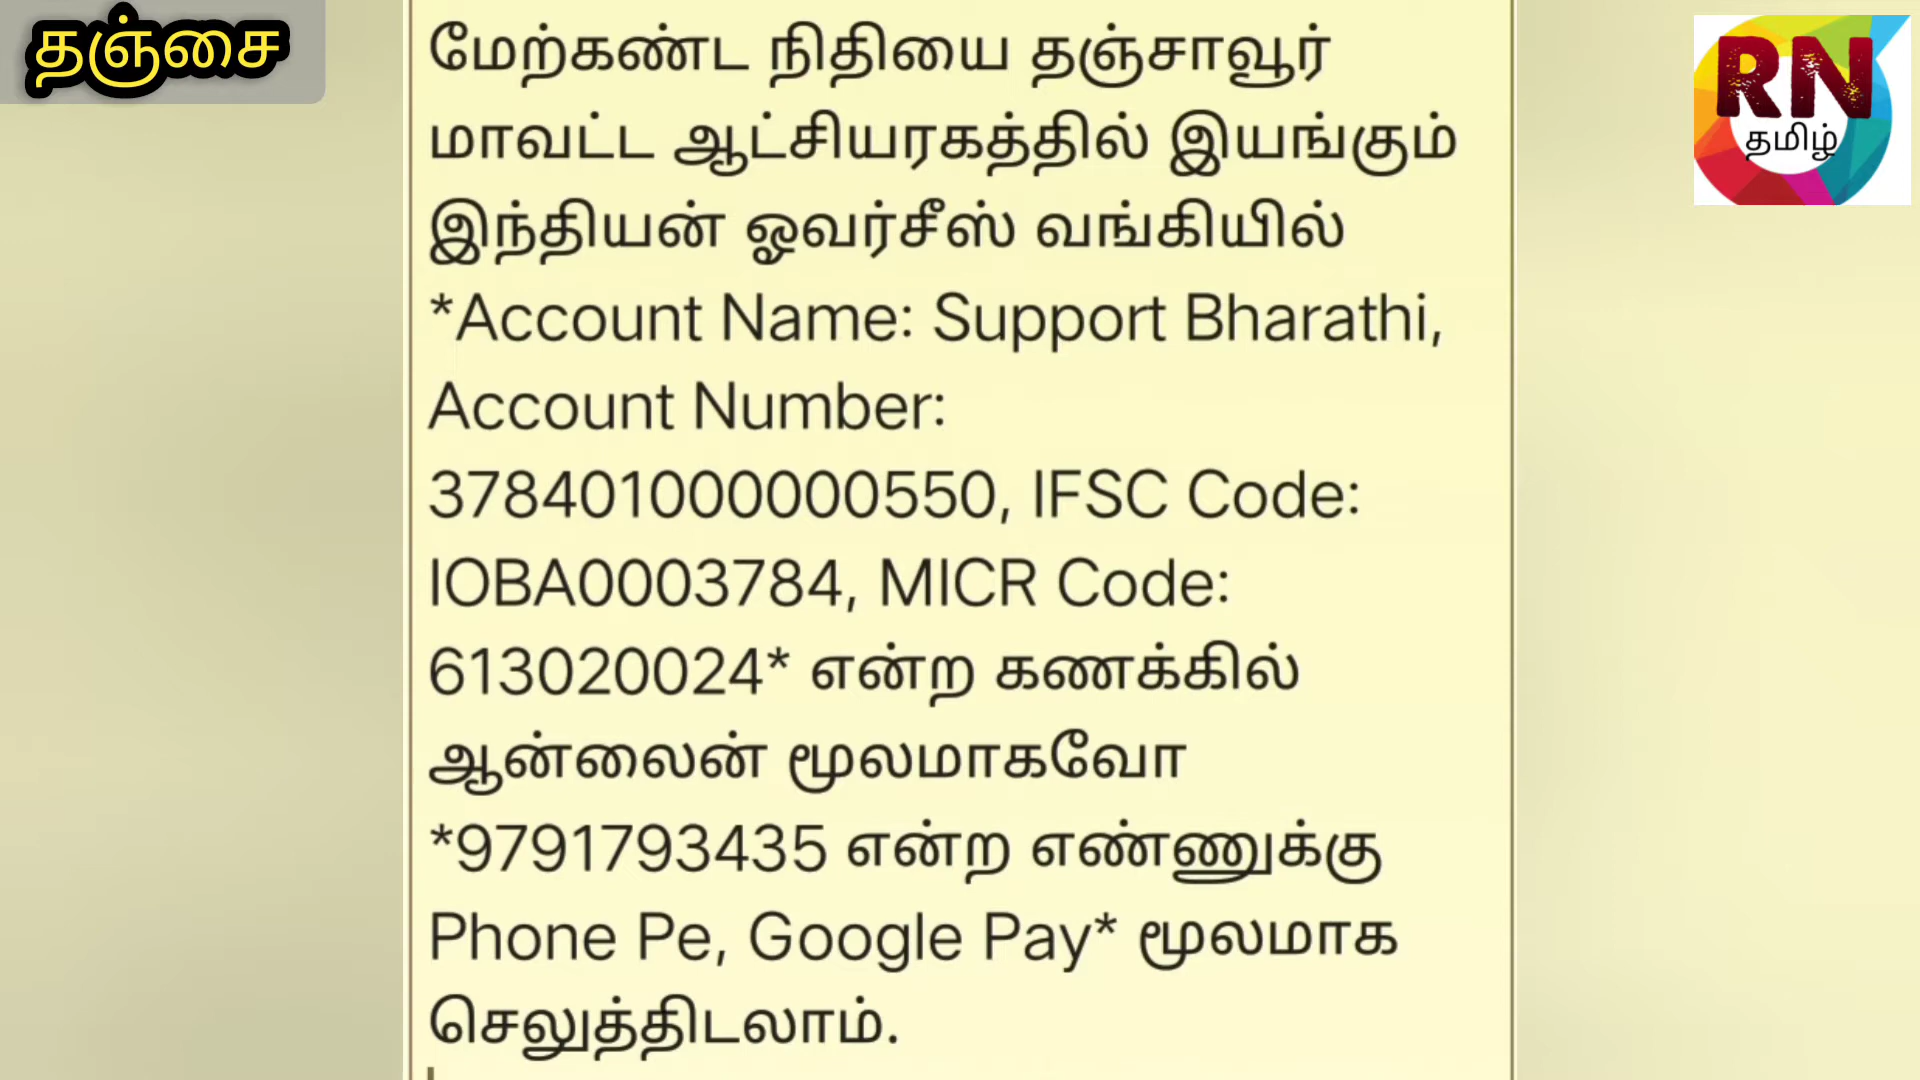 தஞ்சை
RN
தமிழ்
மேற்கண்ட நிதியை தஞ்சாவூர்
மாவட்ட ஆட்சியரகத்தில் இயங்கும்
இந்தியன் ஓவர்சீஸ் வங்கியில்
*Account Name: Support Bharathi,
Account Number:
378401000000550, IFSC Code:
IOBA0003784, MICR Code:
613020024* என்ற கணக்கில்
ஆன்லைன் மூலமாகவோ
*9791793435 என்ற எண்ணுக்கு
Phone Pe, Google Pay* மூலமாக
செலுத்திடலாம்.